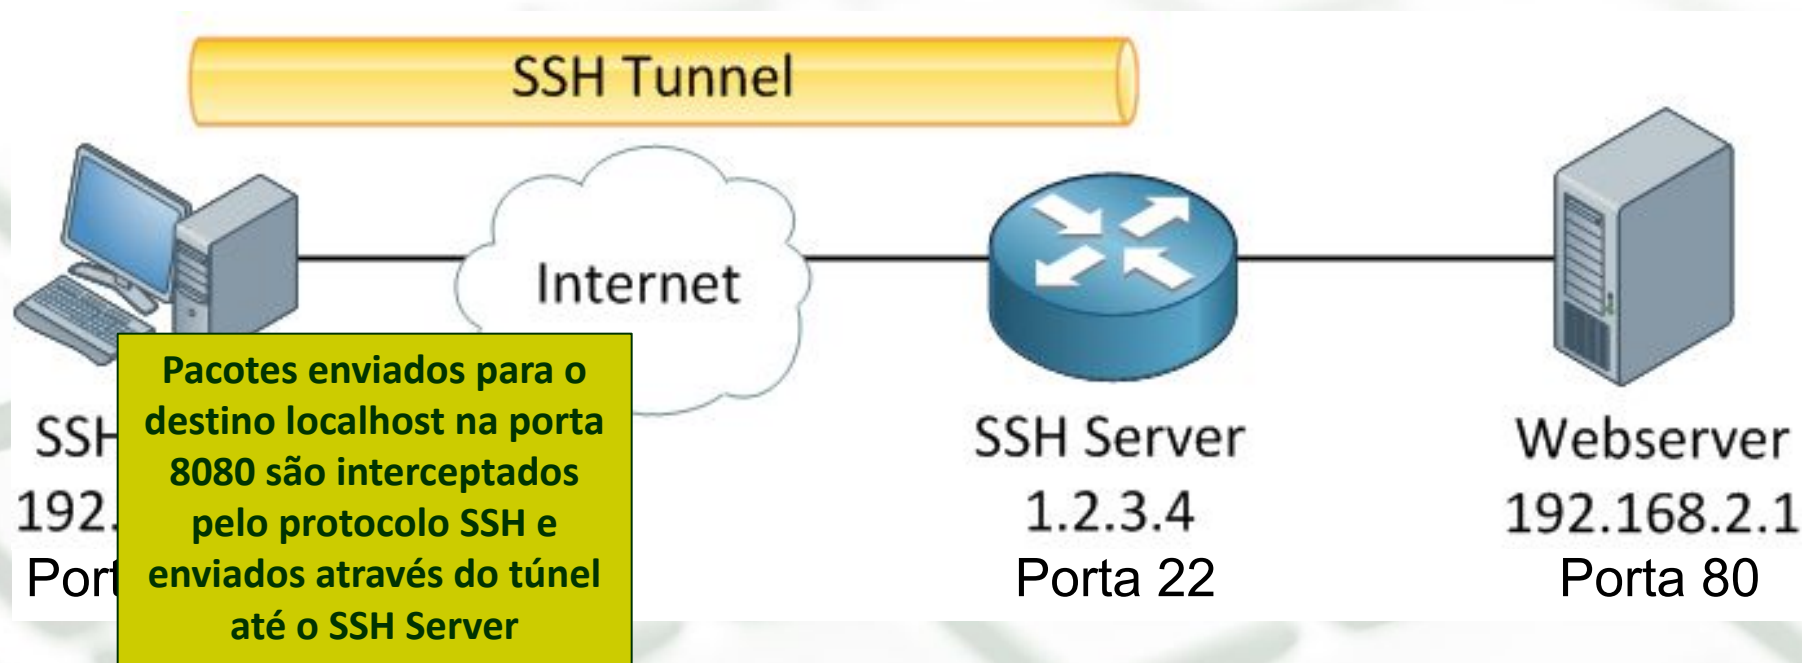 SSH Tunnel
Internet
Pacotes enviados para o
destino localhost na porta
8080 são interceptados
pelo protocolo SSH e
enviados através do túnel
até o SSH Server
SSH
192.
Port
SSH Server
1.2.3.4
Porta 22
Webserver
192.168.2.1
Porta 80